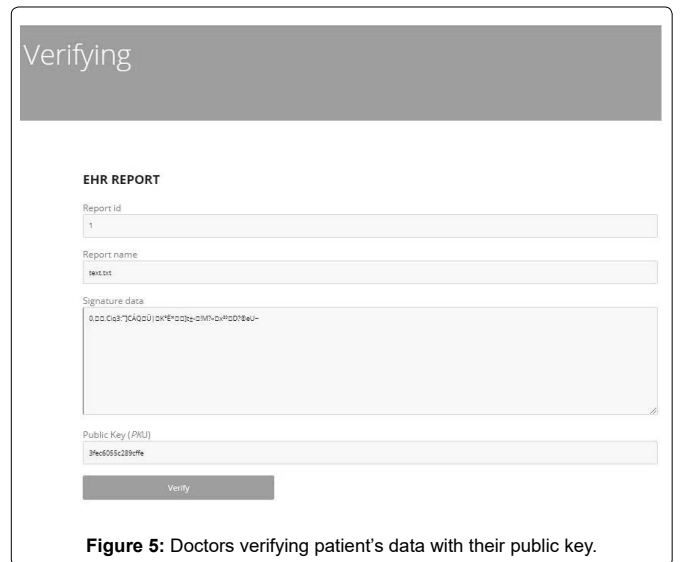 Verifying
EHR REPORT
Report id
1
Report name
text.txt
Signature data
Public Key (PKU)
3fec6055c289cffe
Verify
Figure 5: Doctors verifying patient's data with their public key.